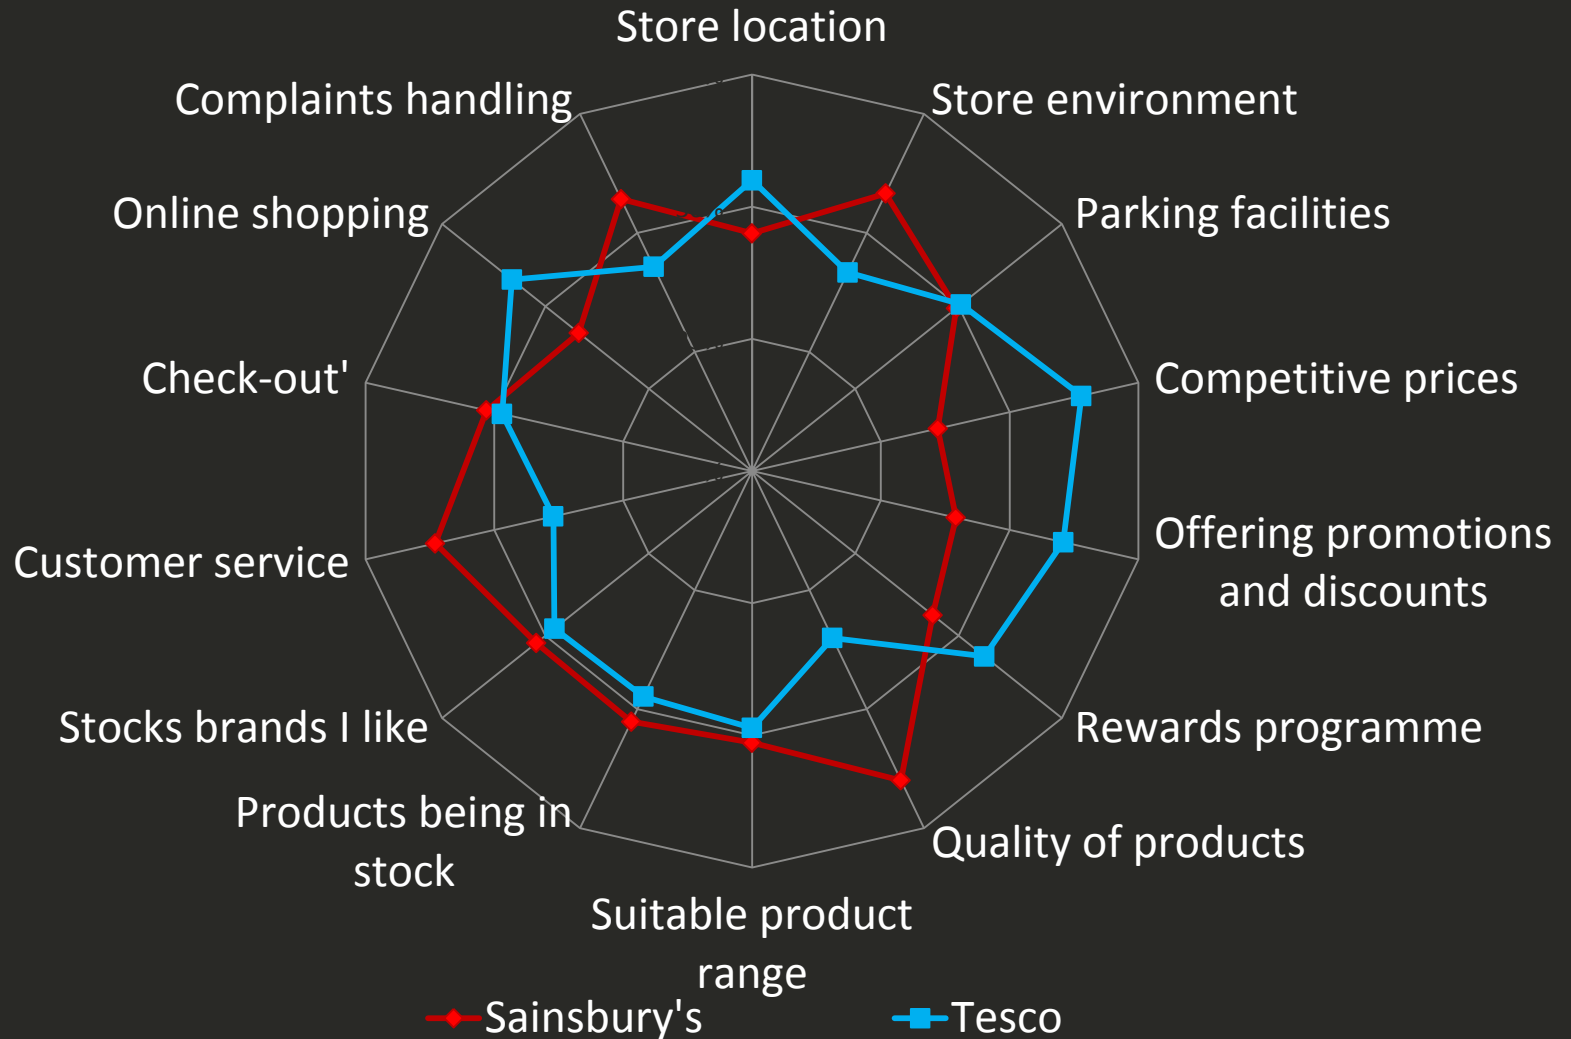 Store location
Store environment
Parking facilities
Competitive prices
Offering promotions
and discounts
Rewards programme
Quality of products
Suitable product
range
Products being in
stock
Stocks brands I like
Customer service
Check-out'
Online shopping
Complaints handling
Sainsbury's
Tesco